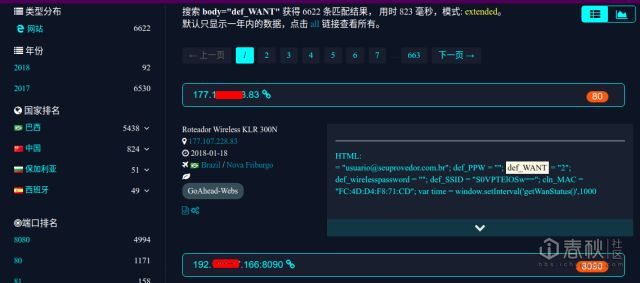 类型分布
网站 6622
年份
2018 92
2017 6530
国家排名
巴西 5438
中国 824
保加利亚 51
西班牙 49
端口排名
8080 4994
80 1171
81 158
搜索 body="def_WANT" 获得 6622 条匹配结果， 用时 823 毫秒，模式: extended。
默认只显示一年内的数据，点击 all 链接查看所有。
← 上一页 1 2 3 4 5 6 7 ... 663 下一页 →
177.1 8.83 80
Roteador Wireless KLR 300N
177.107.228.83
2018-01-18
Brazil / Nova Friburgo
GoAhead-Webs
HTML:
= "usuario@seuprovedor.com.br"; def_PPW = ""; def_WANT = "2";
def_wirelesspassword = ""; def_SSID = "S0VPTElOSw=="; cln_MAC =
"FC:4D:D4:F8:71:CD"; var time = window.setInterval('getWanStatus()',1000
192. .166:8090 8090
i春秋 社区
bbs.ichunqiu.com